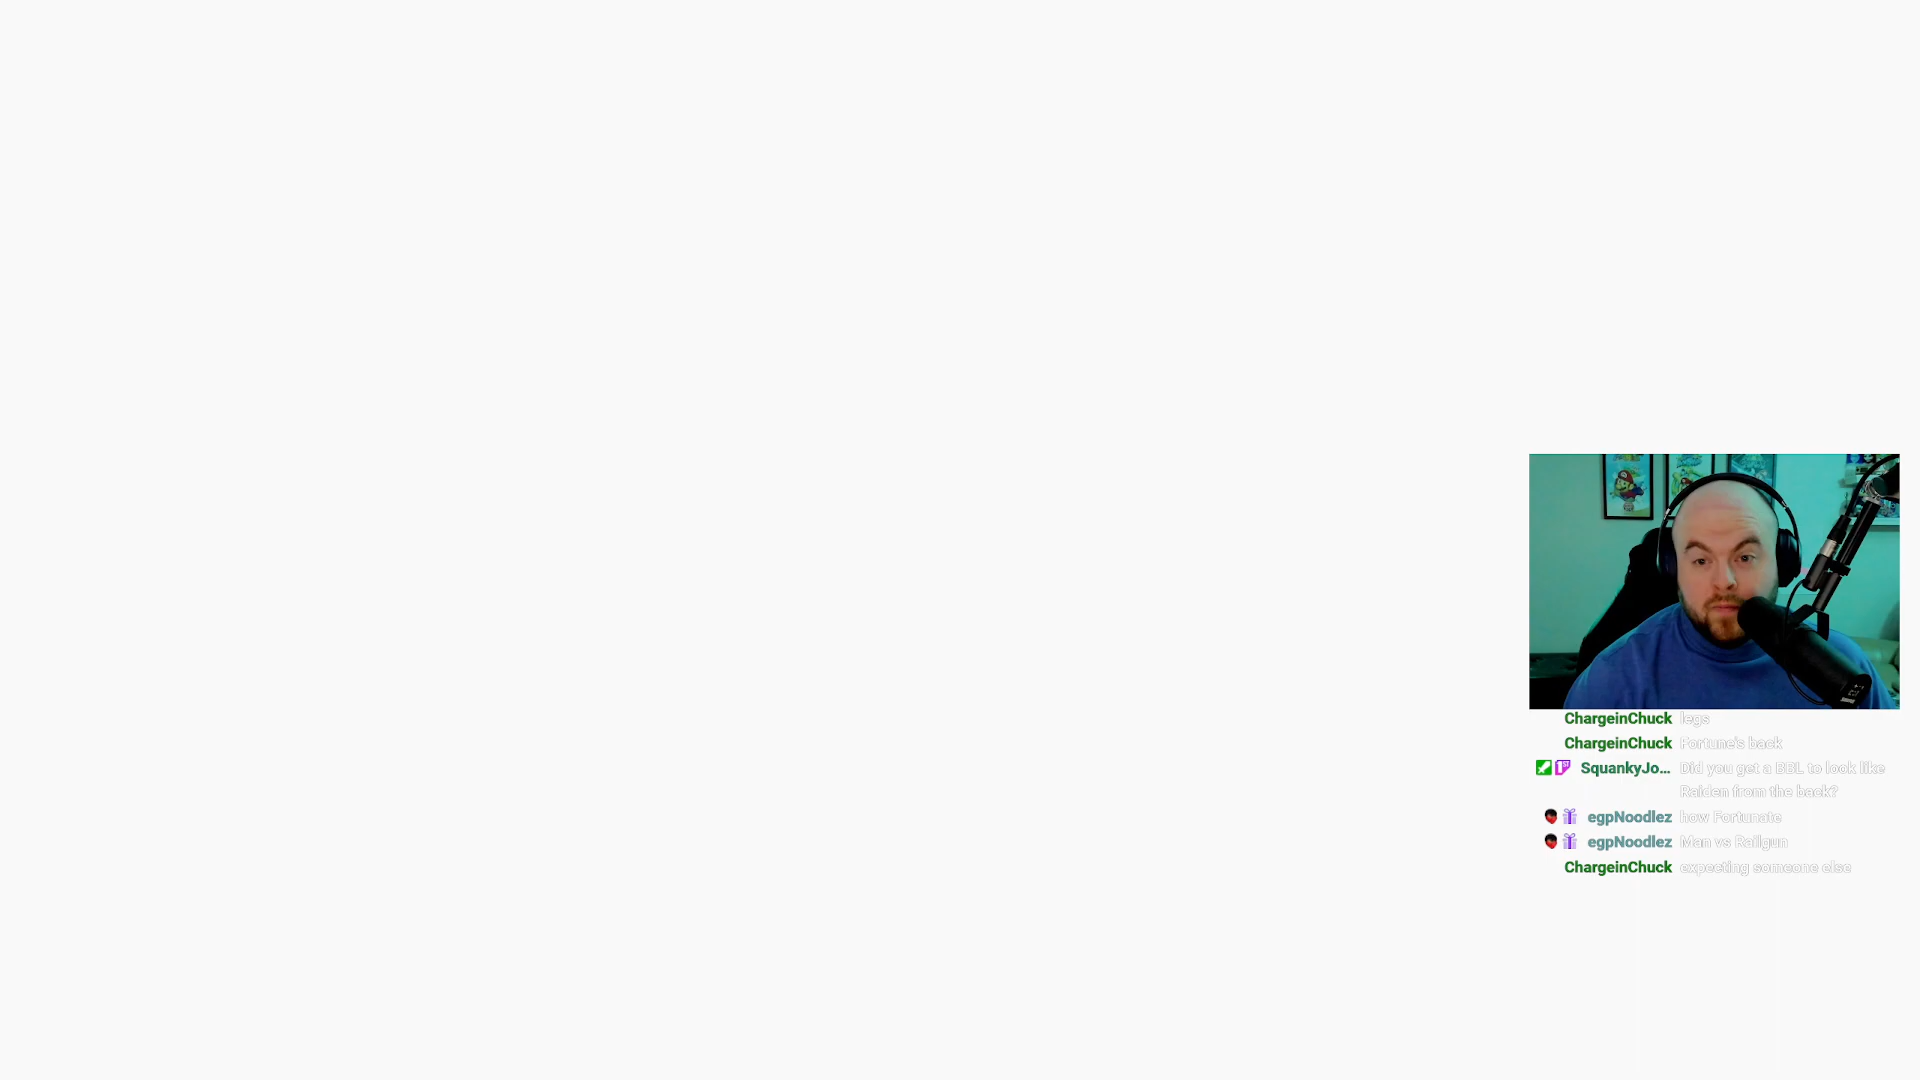 ChargeinChuck legs
ChargeinChuck Fortune's back
SquankyJo... Did you get a BBL to look like
Raiden from the back?
egpNoodlez how Fortunate
egpNoodlez Man vs Railgun
ChargeinChuck expecting someone else